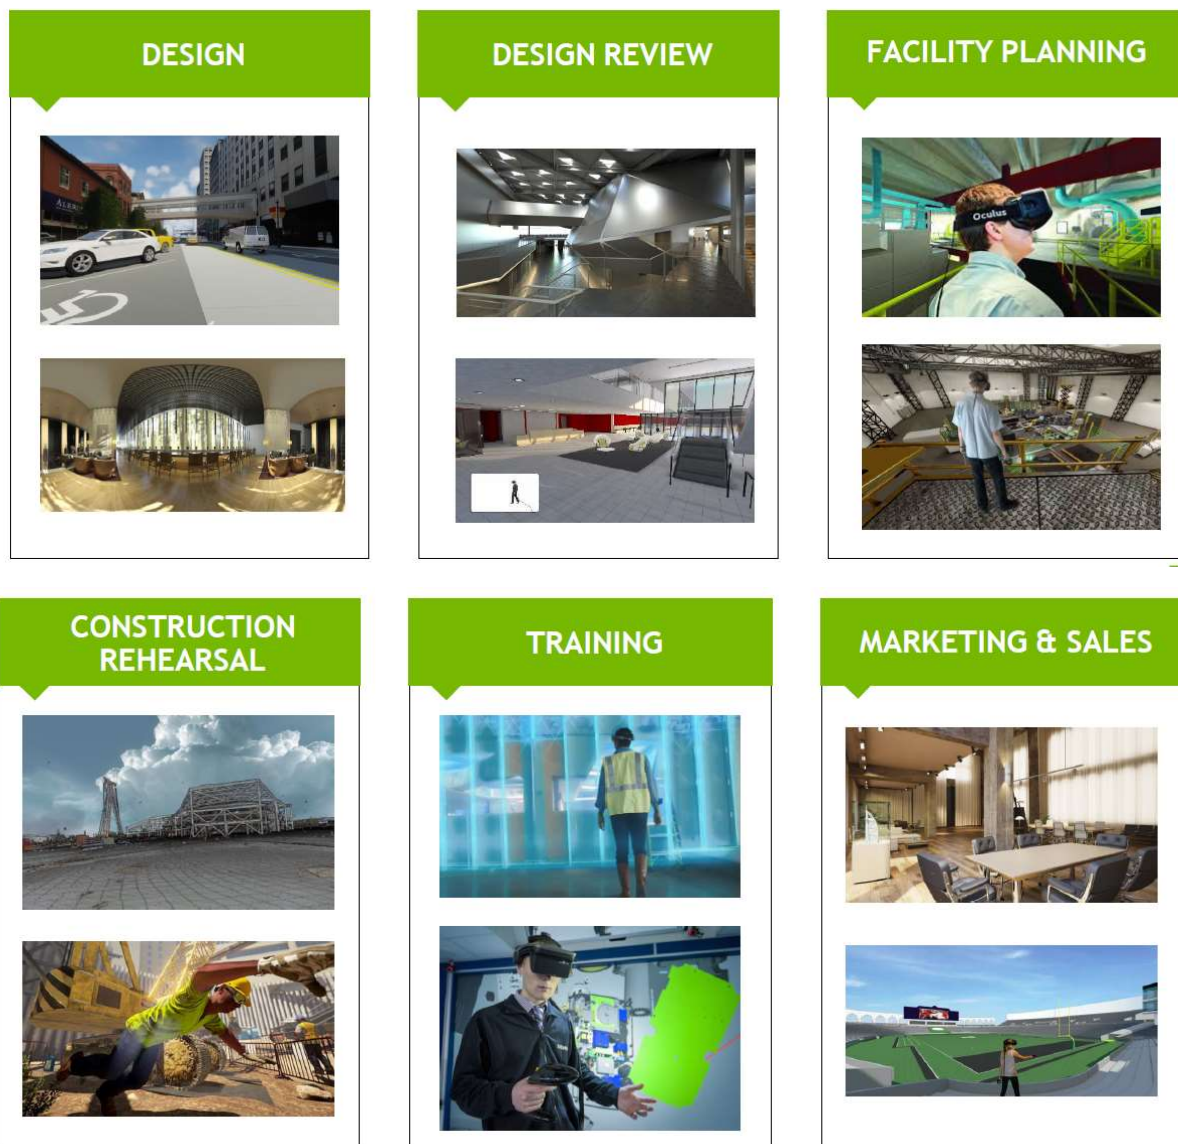 DESIGN
DESIGN REVIEW
FACILITY PLANNING
Oculus
CONSTRUCTION
REHEARSAL
TRAINING
MARKETING & SALES